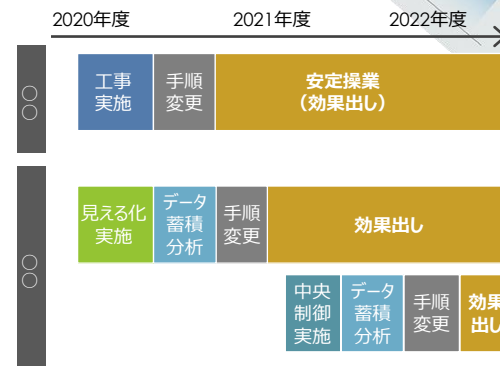 2020年度
2021年度
2022年度
〇〇
工事
実施
手順
変更
安定操業
（効果出し）
〇〇
見える化
実施
データ
蓄積
分析
手順
変更
効果出し
中央
制御
実施
データ
蓄積
分析
手順
変更
効果
出し